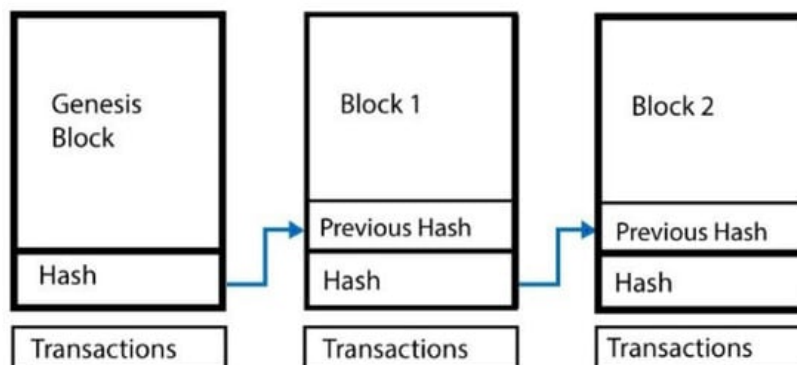 Genesis
Block
Hash
Transactions
Block 1
Previous Hash
Hash
Transactions
Block 2
Previous Hash
Hash
Transactions